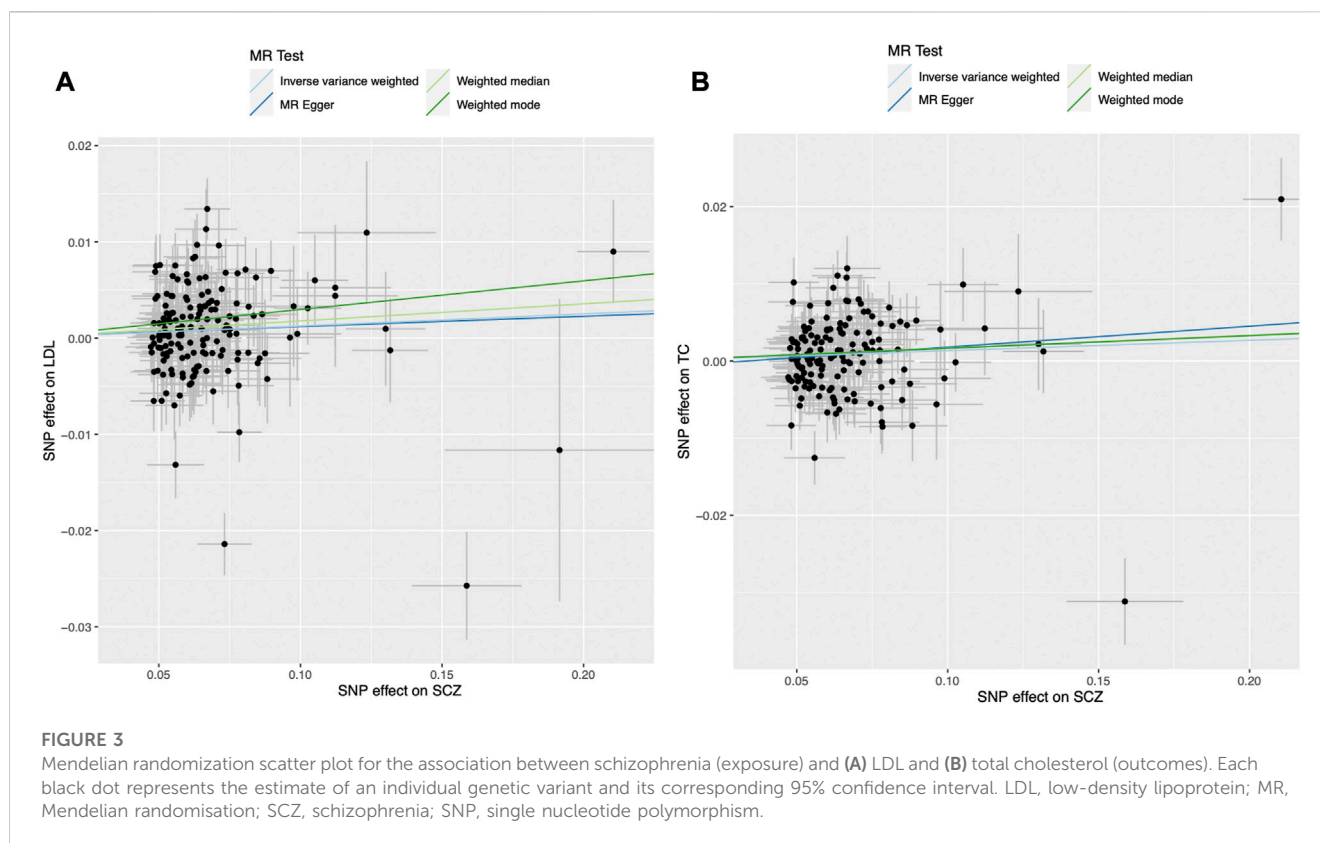 A
MR Test
Inverse variance weighted
Weighted median
MR Egger
Weighted mode
0.02
0.01
0.00
−0.01
−0.02
−0.03
SNP effect on LDL
0.05
0.10
0.15
0.20
SNP effect on SCZ
B
MR Test
Inverse variance weighted
Weighted median
MR Egger
Weighted mode
0.02
0.00
−0.02
SNP effect on TC
0.05
0.10
0.15
0.20
SNP effect on SCZ
FIGURE 3
Mendelian randomization scatter plot for the association between schizophrenia (exposure) and (A) LDL and (B) total cholesterol (outcomes). Each
black dot represents the estimate of an individual genetic variant and its corresponding 95% confidence interval. LDL, low-density lipoprotein; MR,
Mendelian randomisation; SCZ, schizophrenia; SNP, single nucleotide polymorphism.